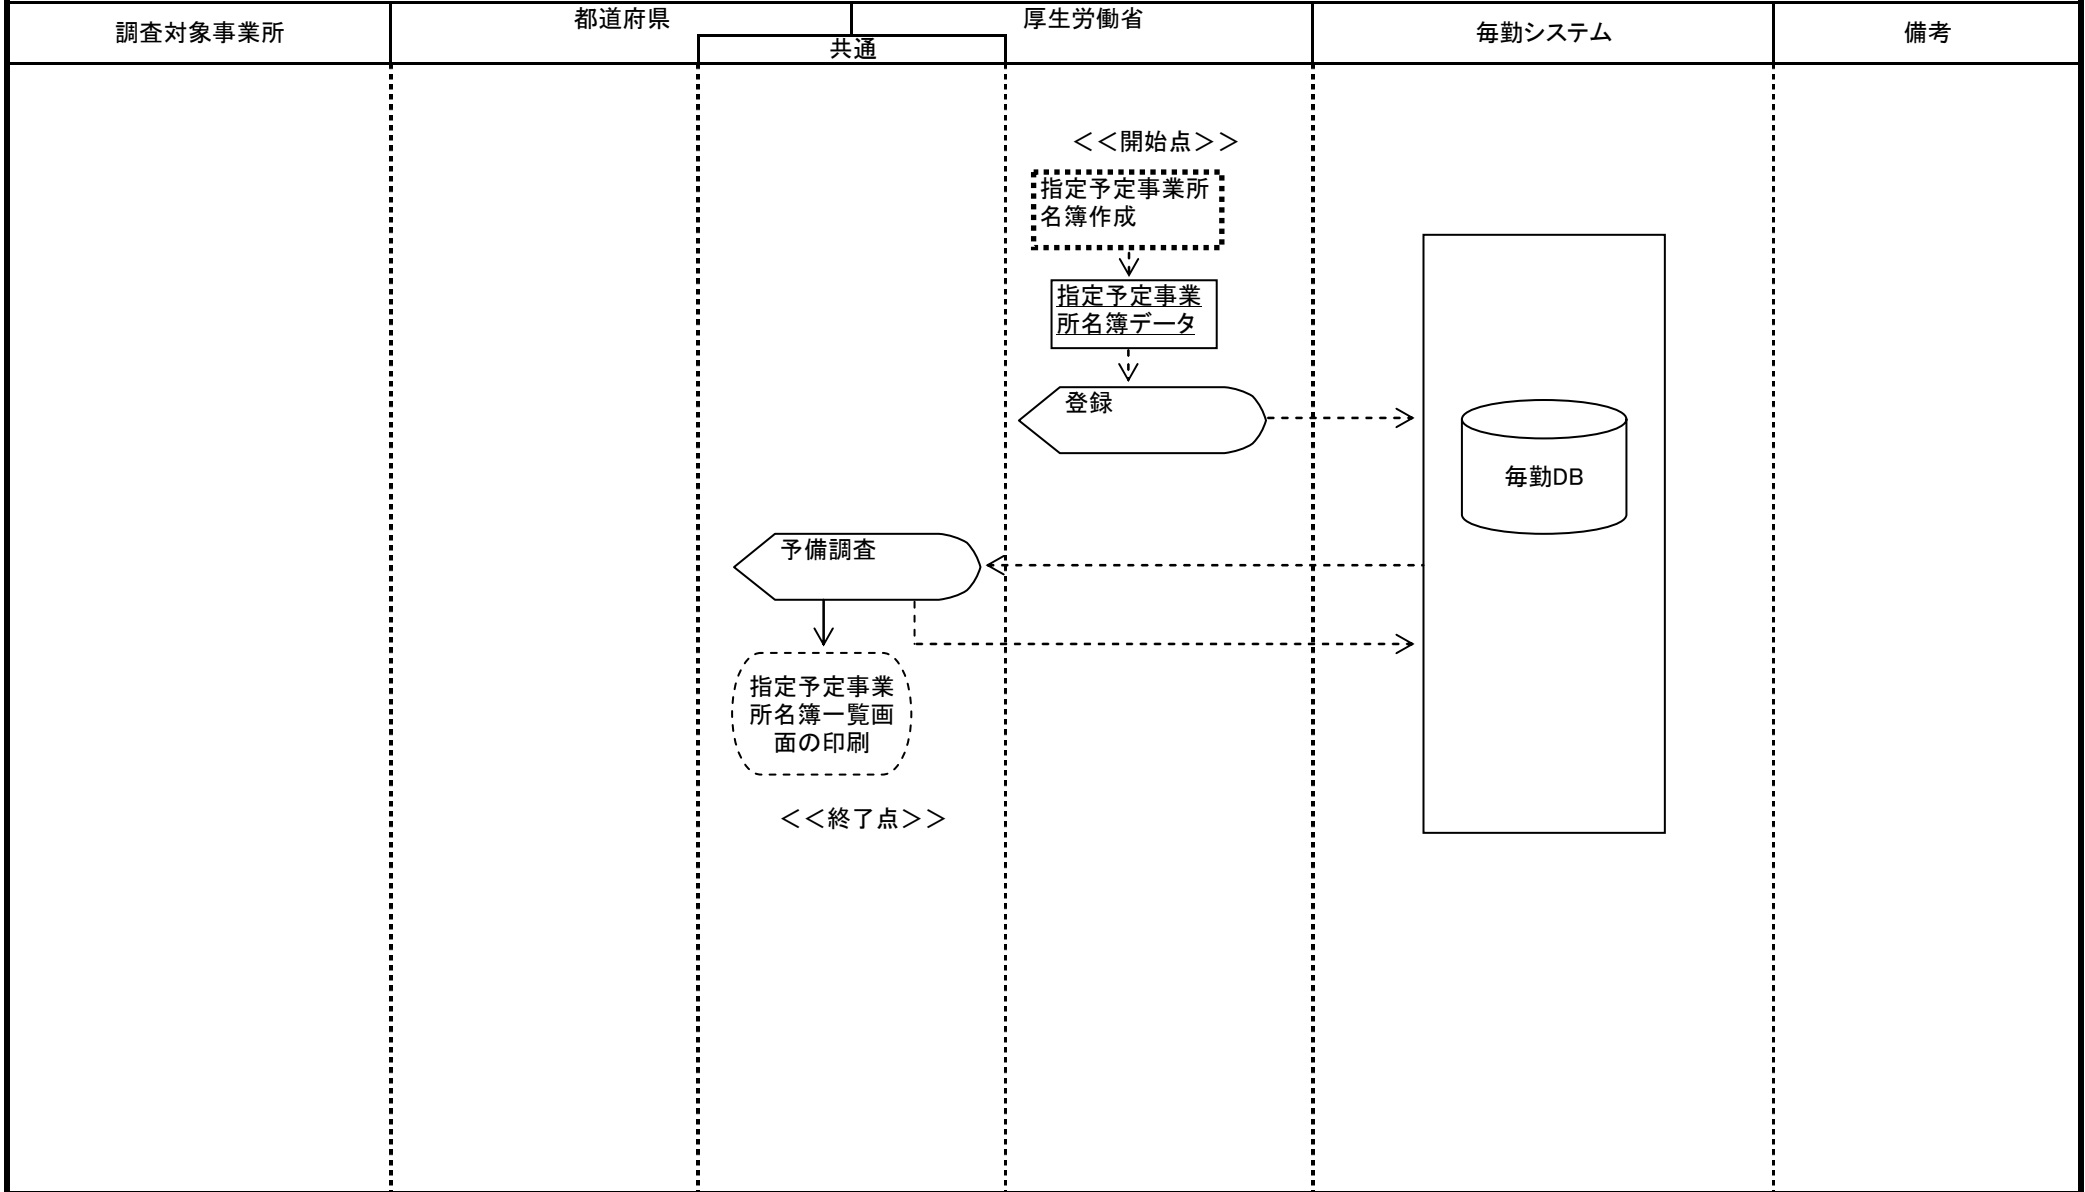 調査対象事業所
都道府県
厚生労働省
共通
毎勤システム
備考
＜＜開始点＞＞
指定予定事業所
名簿作成
指定予定事業
所名簿データ
登録
毎勤DB
予備調査
指定予定事業
所名簿一覧画
面の印刷
＜＜終了点＞＞